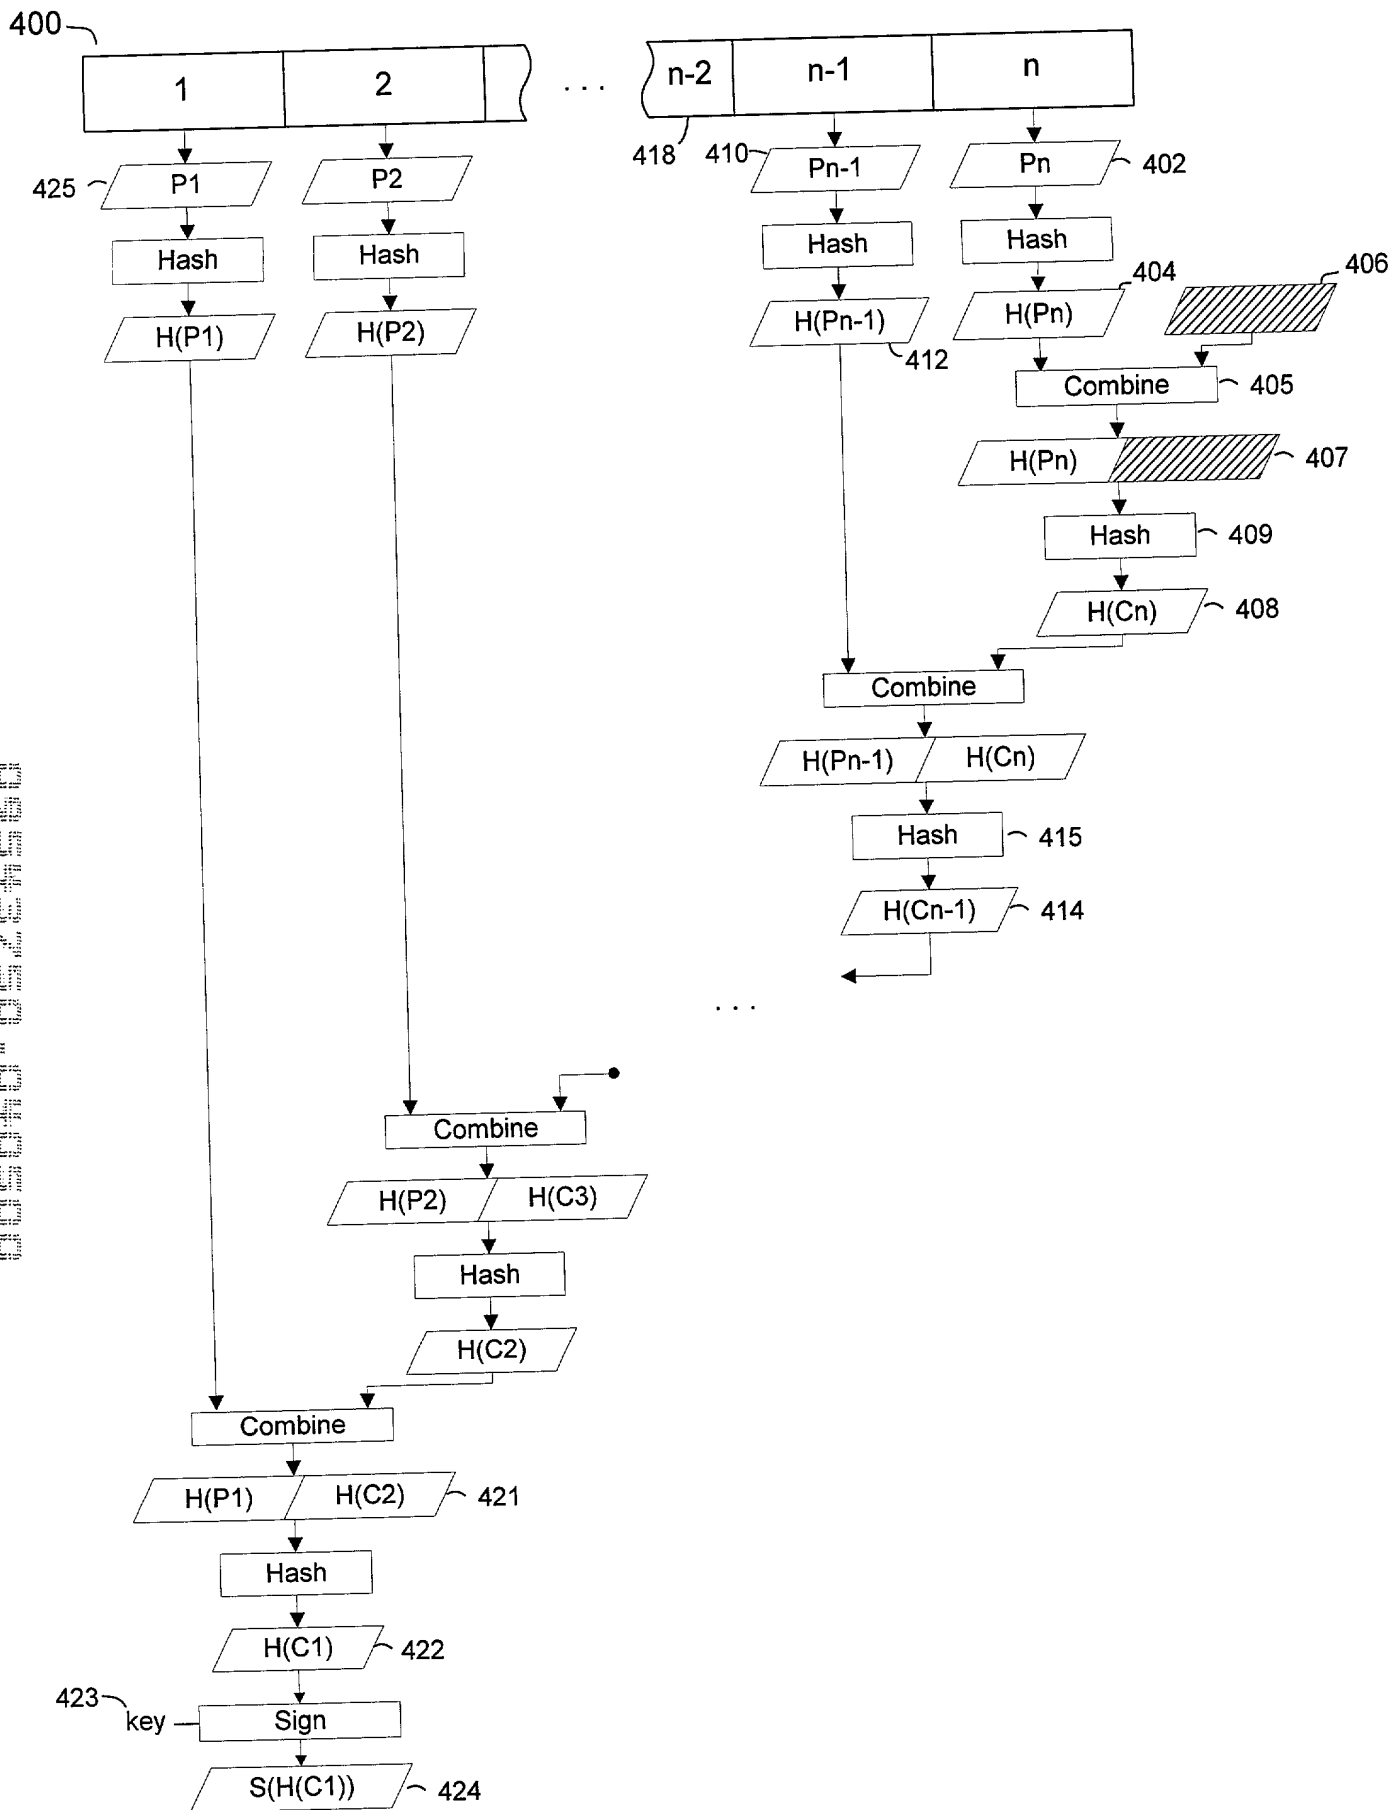 400
1 2 . . . n-2 n-1 n
418
425 P1 P2 410 Pn-1 Pn 402
Hash Hash Hash Hash
H(P1) H(P2) H(Pn-1) 412 H(Pn) 404 406
Combine 405
H(Pn) 407
Hash 409
H(Cn) 408
Combine
H(Pn-1) H(Cn)
Hash 415
H(Cn-1) 414
. . .
Combine
H(P2) H(C3)
Hash
H(C2)
Combine
H(P1) H(C2) 421
Hash
H(C1) 422
423
key Sign
S(H(C1)) 424